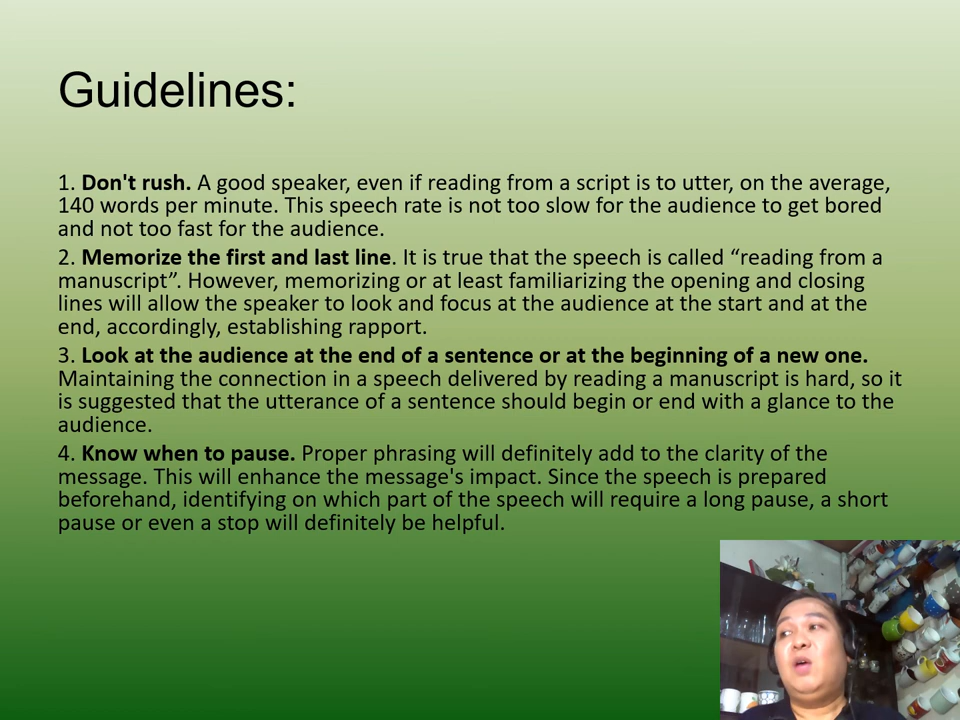 Guidelines:
1. Don't rush. A good speaker, even if reading from a script is to utter, on the average,
140 words per minute. This speech rate is not too slow for the audience to get bored
and not too fast for the audience.
2. Memorize the first and last line. It is true that the speech is called “reading from a
manuscript”. However, memorizing or at least familiarizing the opening and closing
lines will allow the speaker to look and focus at the audience at the start and at the
end, accordingly, establishing rapport.
3. Look at the audience at the end of a sentence or at the beginning of a new one.
Maintaining the connection in a speech delivered by reading a manuscript is hard, so it
is suggested that the utterance of a sentence should begin or end with a glance to the
audience.
4. Know when to pause. Proper phrasing will definitely add to the clarity of the
message. This will enhance the message's impact. Since the speech is prepared
beforehand, identifying on which part of the speech will require a long pause, a short
pause or even a stop will definitely be helpful.